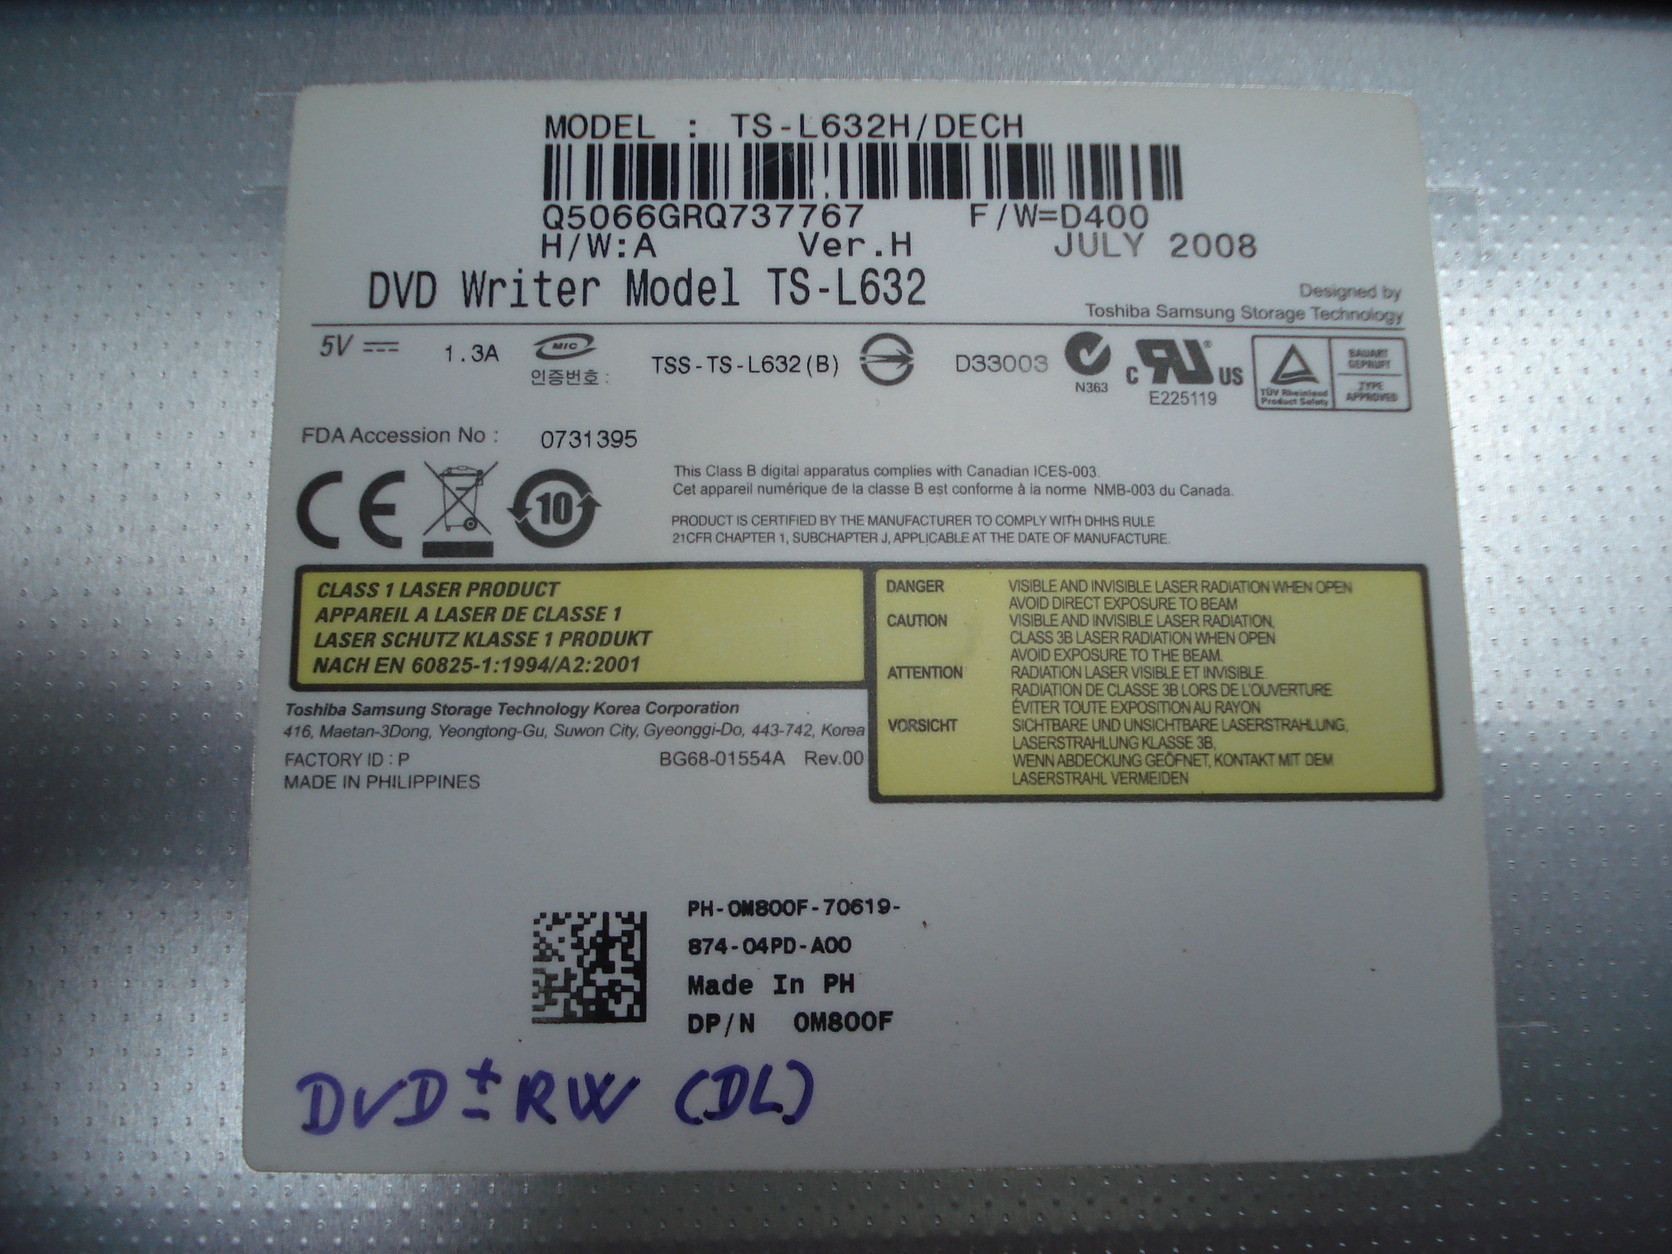 MODEL : TS-L632H/DECH
Q5066GRQ737767 F/W=D400
H/W:A Ver.H JULY 2008
DVD Writer Model TS-L632
Designed by
Toshiba Samsung Storage Technology
5V 1.3A MIC
인증번호 : TSS-TS-L632(B) D33003 N363
c RU US
E225119
TÜV Rheinland
Product Safety
BAUART
GEPRÜFT
TYPE
APPROVED
FDA Accession No : 0731395
CE 10
This Class B digital apparatus complies with Canadian ICES-003.
Cet appareil numérique de la classe B est conforme à la norme NMB-003 du Canada.
PRODUCT IS CERTIFIED BY THE MANUFACTURER TO COMPLY WITH DHHS RULE
21CFR CHAPTER 1, SUBCHAPTER J, APPLICABLE AT THE DATE OF MANUFACTURE.
CLASS 1 LASER PRODUCT
APPAREIL A LASER DE CLASSE 1
LASER SCHUTZ KLASSE 1 PRODUKT
NACH EN 60825-1:1994/A2:2001
DANGER VISIBLE AND INVISIBLE LASER RADIATION WHEN OPEN
AVOID DIRECT EXPOSURE TO BEAM
CAUTION VISIBLE AND INVISIBLE LASER RADIATION,
CLASS 3B LASER RADIATION WHEN OPEN
AVOID EXPOSURE TO THE BEAM.
ATTENTION RADIATION LASER VISIBLE ET INVISIBLE
RADIATION DE CLASSE 3B LORS DE L'OUVERTURE
ÉVITER TOUTE EXPOSITION AU RAYON
VORSICHT SICHTBARE UND UNSICHTBARE LASERSTRAHLUNG,
LASERSTRAHLUNG KLASSE 3B,
WENN ABDECKUNG GEÖFNET, KONTAKT MIT DEM
LASERSTRAHL VERMEIDEN
Toshiba Samsung Storage Technology Korea Corporation
416, Maetan-3Dong, Yeongtong-Gu, Suwon City, Gyeonggi-Do, 443-742, Korea
FACTORY ID : P BG68-01554A Rev.00
MADE IN PHILIPPINES
PH-0M800F-70619-
874-04PD-A00
Made In PH
DP/N 0M800F
DVD±RW (DL)